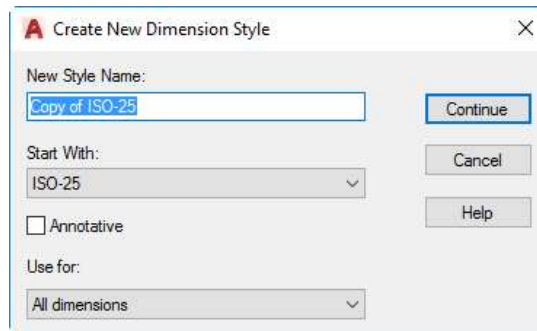 Create New Dimension Style
New Style Name:
Copy of ISO-25
Continue
Start With:
Cancel
ISO-25
Help
Annotative
Use for:
All dimensions